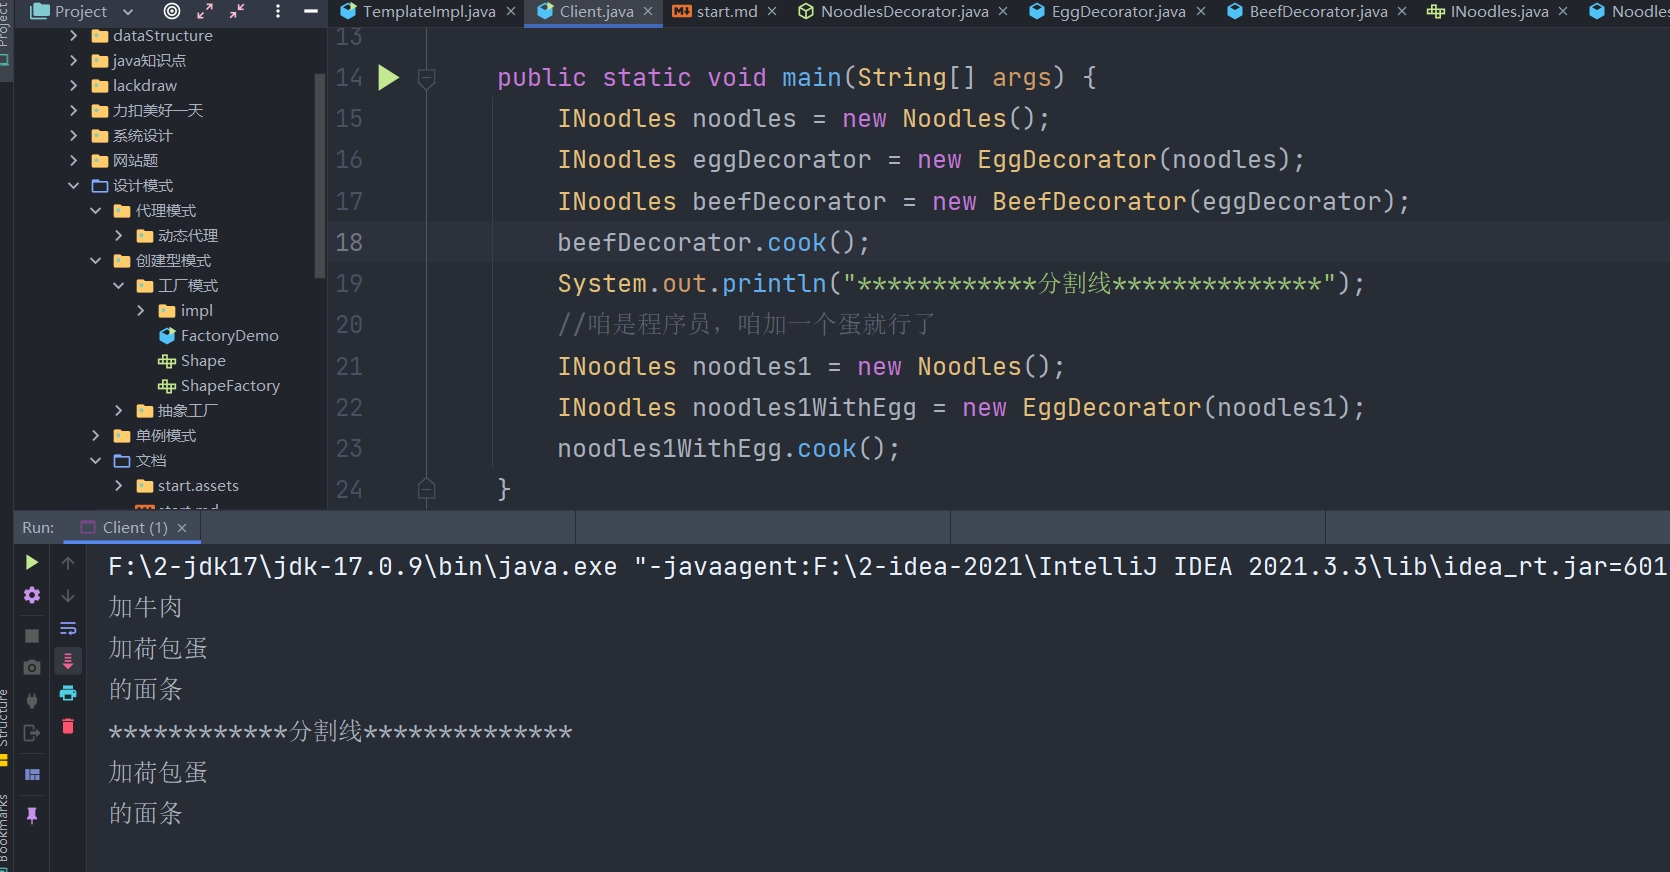 Project
TemplateImpl.java
Client.java
start.md
NoodlesDecorator.java
EggDecorator.java
BeefDecorator.java
INoodles.java
Project
dataStructure
java知识点
lackdraw
力扣美好一天
系统设计
网站题
设计模式
代理模式
动态代理
创建型模式
工厂模式
impl
FactoryDemo
Shape
ShapeFactory
抽象工厂
单例模式
文档
start.assets
start.md
13
14 public static void main(String[] args) {
15 INoodles noodles = new Noodles();
16 INoodles eggDecorator = new EggDecorator(noodles);
17 INoodles beefDecorator = new BeefDecorator(eggDecorator);
18 beefDecorator.cook();
19 System.out.println("************分割线**************");
20 //咱是程序员，咱加一个蛋就行了
21 INoodles noodles1 = new Noodles();
22 INoodles noodles1WithEgg = new EggDecorator(noodles1);
23 noodles1WithEgg.cook();
24 }
Run: Client (1)
F:\2-jdk17\jdk-17.0.9\bin\java.exe "-javaagent:F:\2-idea-2021\IntelliJ IDEA 2021.3.3\lib\idea_rt.jar=601
加牛肉
加荷包蛋
的面条
************分割线**************
加荷包蛋
的面条
Structure
Bookmarks